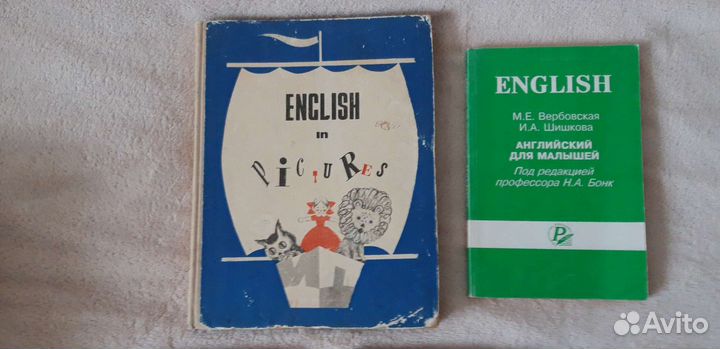 ENGLISH
in
PICTURES
ENGLISH
М.Е. Вербовская
И.А. Шишкова
АНГЛИЙСКИЙ
ДЛЯ МАЛЫШЕЙ
Под редакцией
профессора Н.А. Бонк
P
Avito